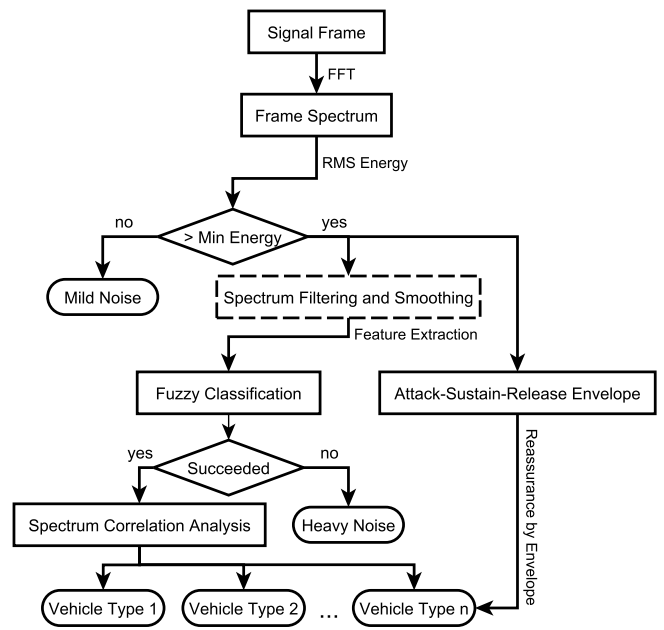 Signal Frame
FFT
Frame Spectrum
RMS Energy
no
> Min Energy
yes
Mild Noise
Spectrum Filtering and Smoothing
Feature Extraction
Fuzzy Classification
Attack-Sustain-Release Envelope
yes
Succeeded
no
Reassurance by Envelope
Spectrum Correlation Analysis
Heavy Noise
Vehicle Type 1
Vehicle Type 2
...
Vehicle Type n